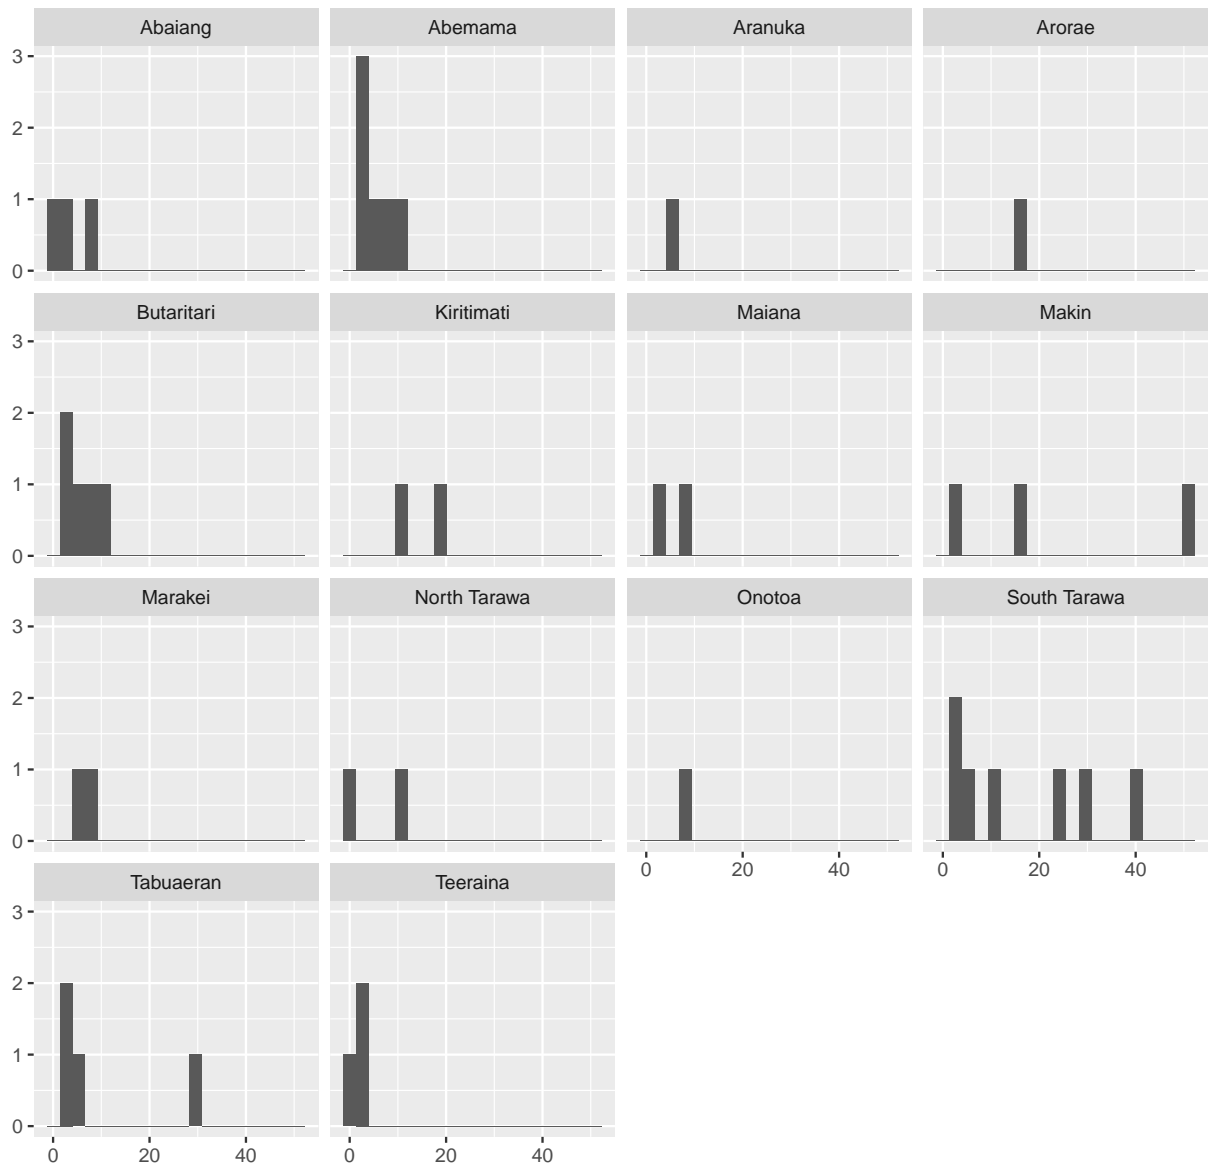 Abaiang Abemama Aranuka Arorae
3
2
1
0
Butaritari Kiritimati Maiana Makin
3
2
1
0
Marakei North Tarawa Onotoa South Tarawa
3
2
1
0
0 20 40 0 20 40
Tabuaeran Teeraina
3
2
1
0
0 20 40 0 20 40